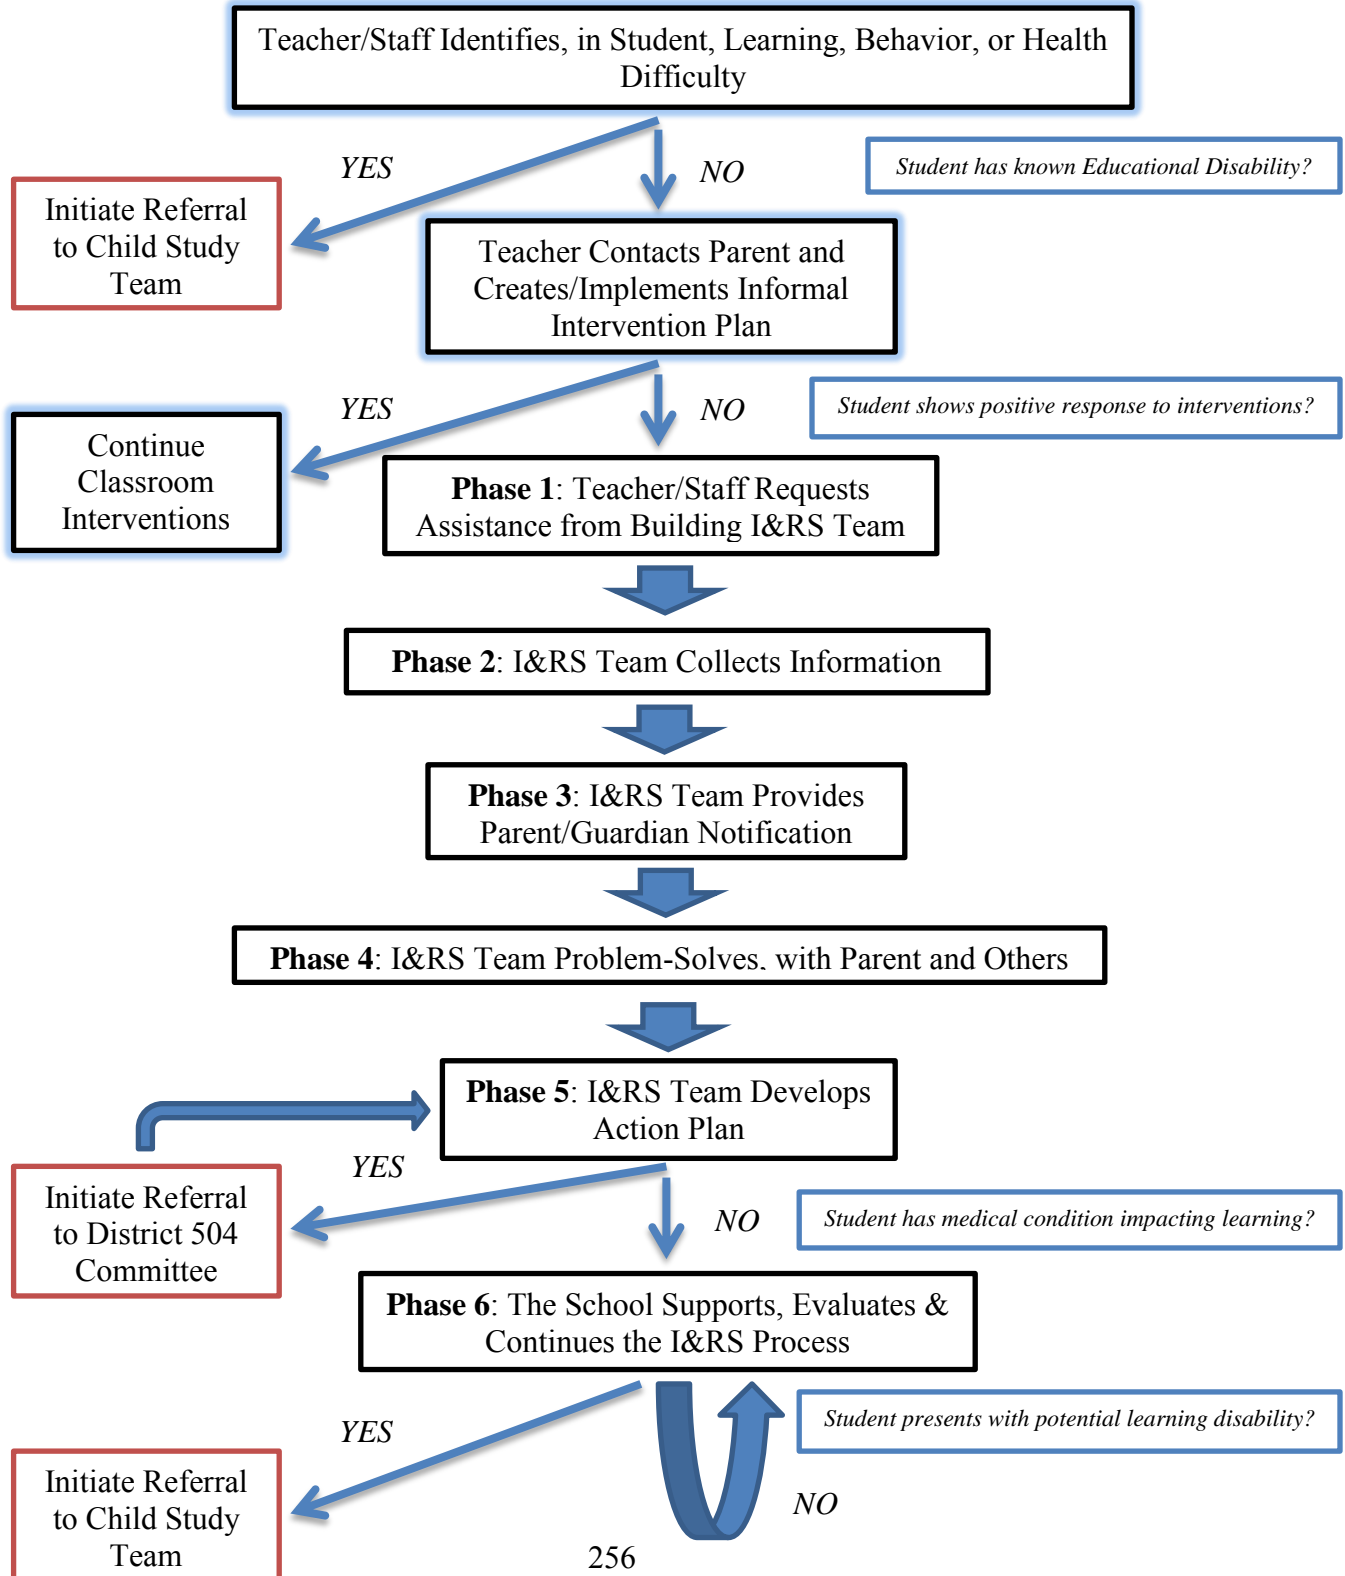 Teacher/Staff Identifies, in Student, Learning, Behavior, or Health
Difficulty
YES
NO
Student has known Educational Disability?
Initiate Referral
to Child Study
Team
Teacher Contacts Parent and
Creates/Implements Informal
Intervention Plan
YES
NO
Student shows positive response to interventions?
Continue
Classroom
Interventions
Phase 1: Teacher/Staff Requests
Assistance from Building I&RS Team
Phase 2: I&RS Team Collects Information
Phase 3: I&RS Team Provides
Parent/Guardian Notification
Phase 4: I&RS Team Problem-Solves, with Parent and Others
Phase 5: I&RS Team Develops
Action Plan
YES
NO
Student has medical condition impacting learning?
Initiate Referral
to District 504
Committee
Phase 6: The School Supports, Evaluates &
Continues the I&RS Process
YES
NO
Student presents with potential learning disability?
Initiate Referral
to Child Study
Team
256